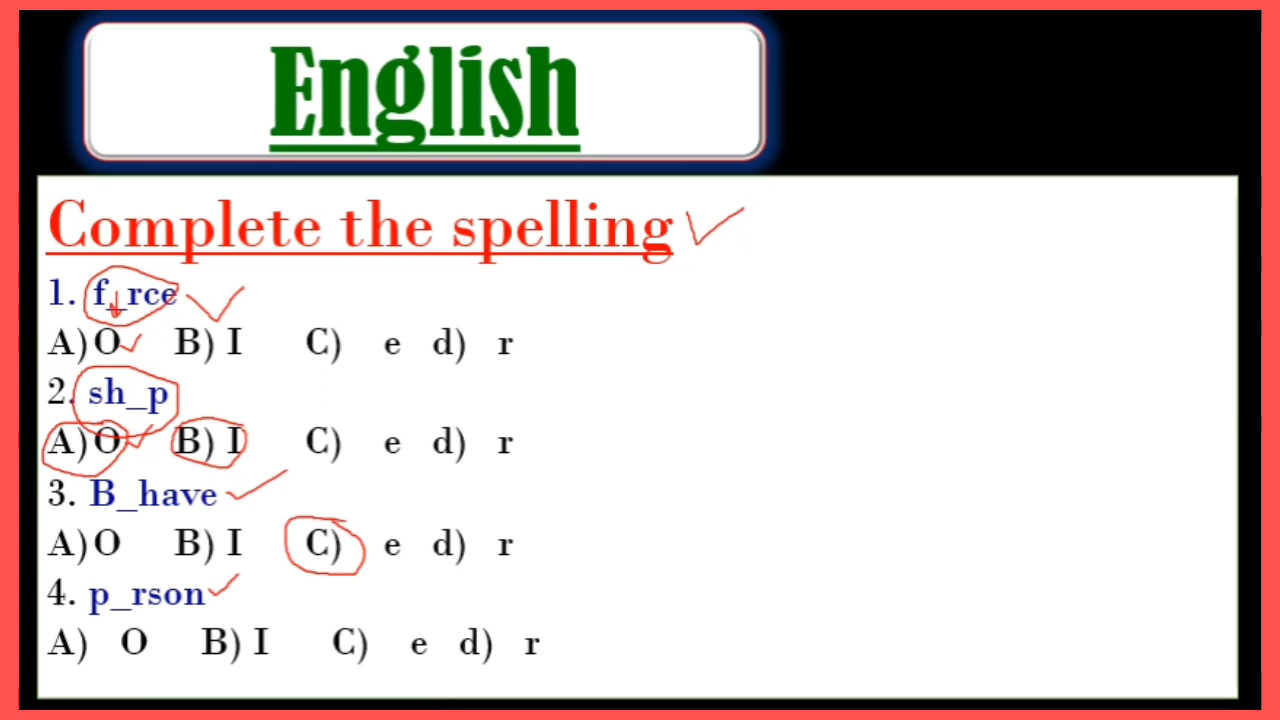 English
Complete the spelling
1. f_rce
A)O B) I C) e d) r
2. sh_p
A)O B) I C) e d) r
3. B_have
A)O B) I C) e d) r
4. p_rson
A) O B) I C) e d) r